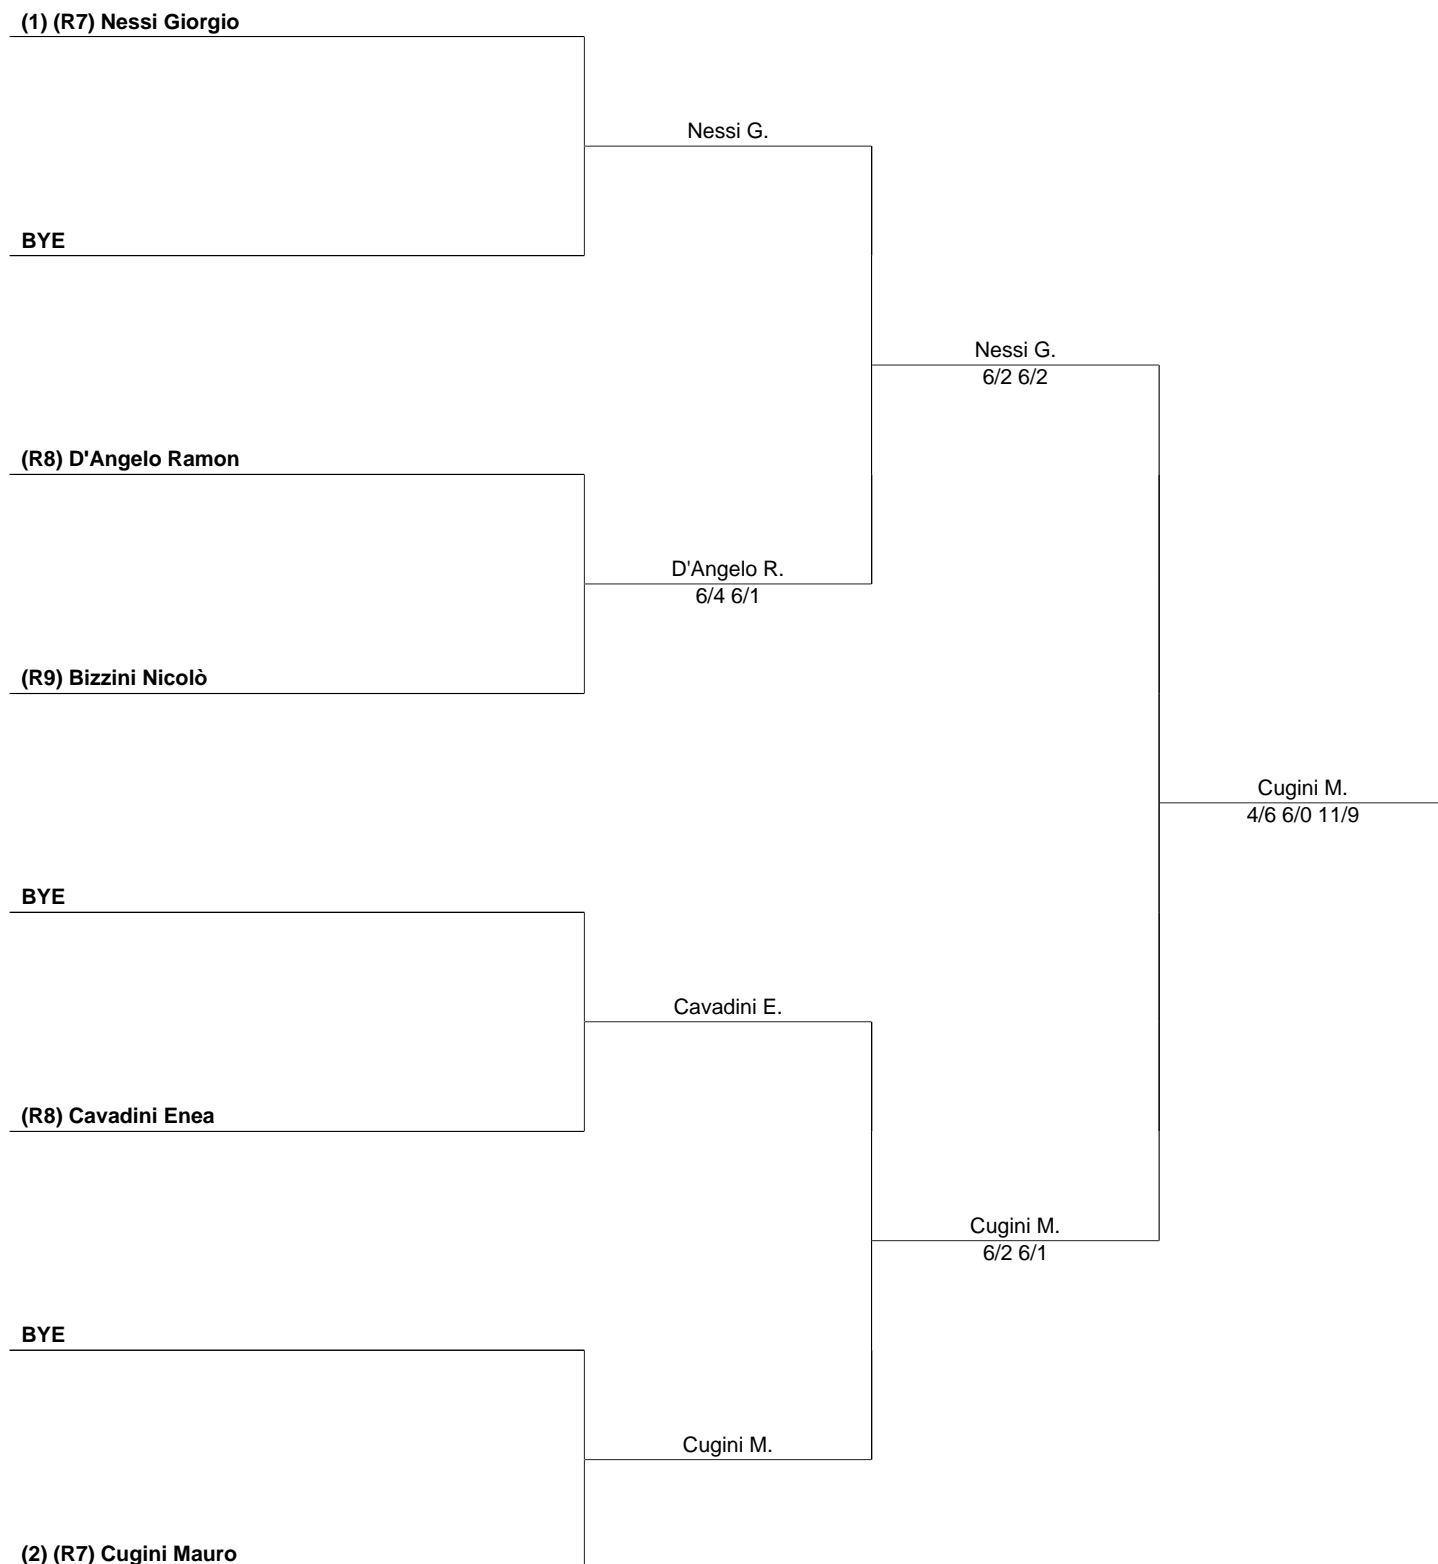 (1) (R7) Nessi Giorgio
Nessi G.
BYE
Nessi G.
6/2 6/2
(R8) D'Angelo Ramon
D'Angelo R.
6/4 6/1
(R9) Bizzini Nicolò
Cugini M.
4/6 6/0 11/9
BYE
Cavadini E.
(R8) Cavadini Enea
Cugini M.
6/2 6/1
BYE
Cugini M.
(2) (R7) Cugini Mauro